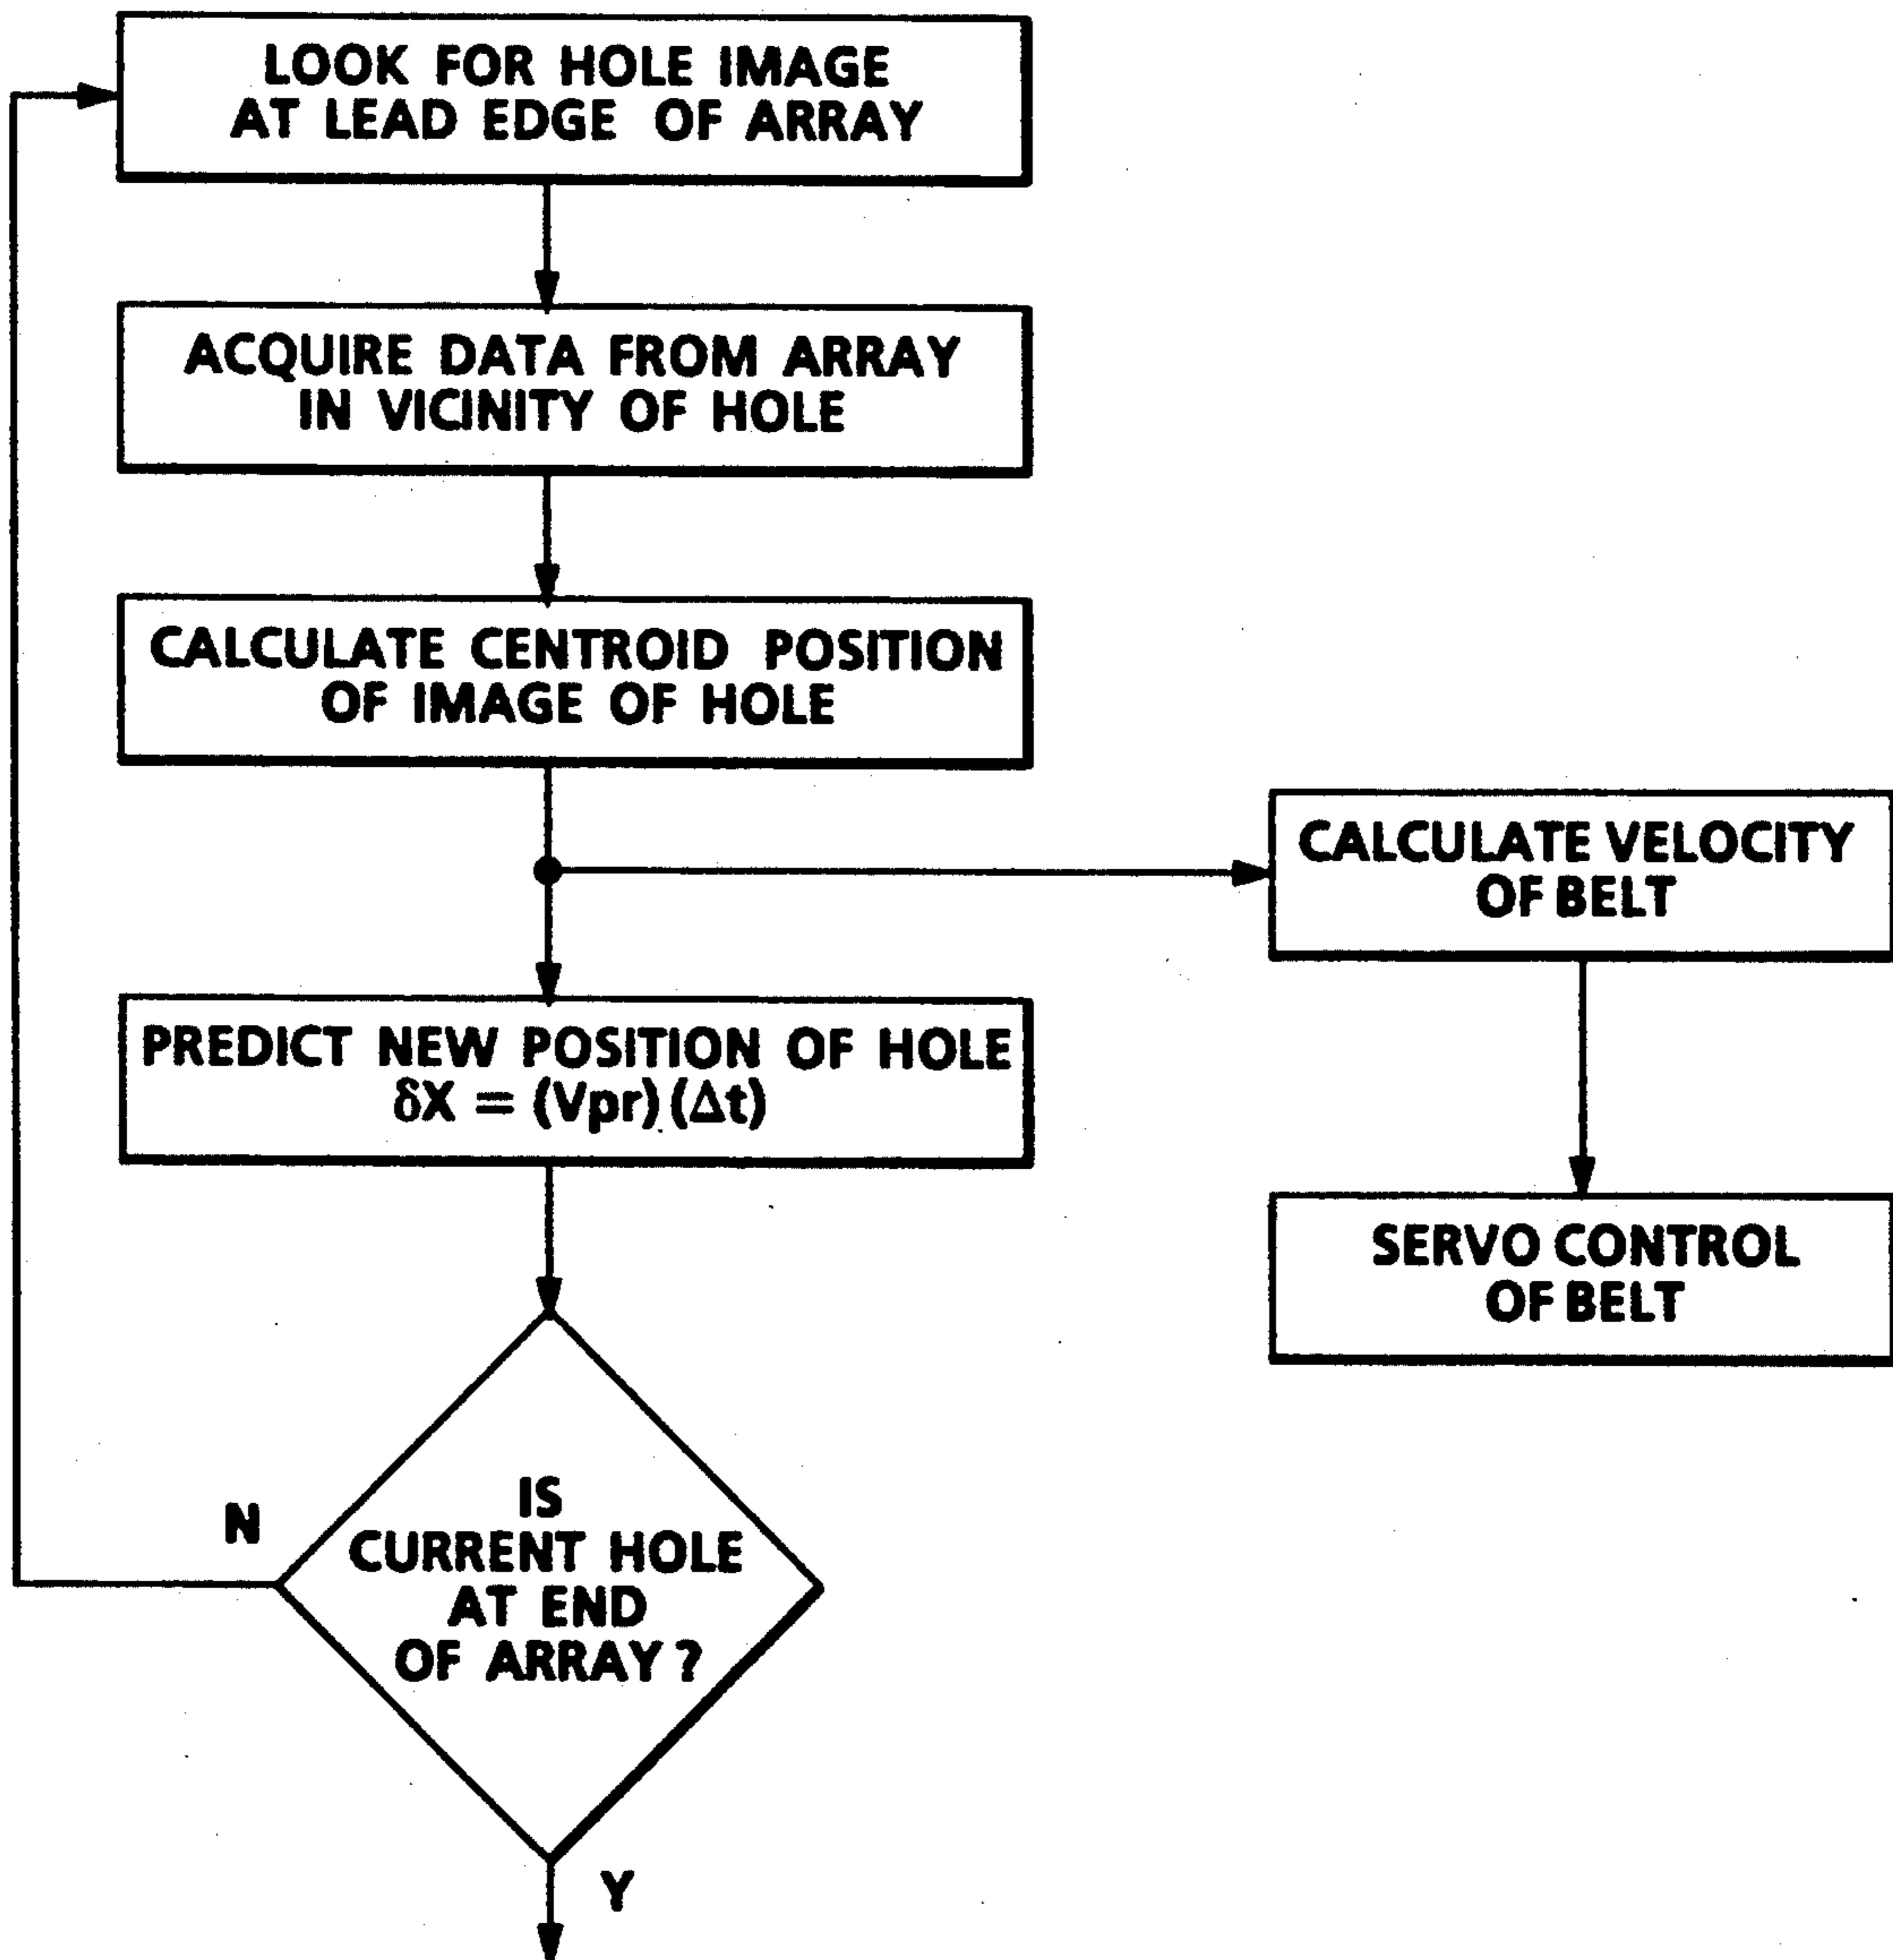 LOOK FOR HOLE IMAGE
AT LEAD EDGE OF ARRAY
ACQUIRE DATA FROM ARRAY
IN VICINITY OF HOLE
CALCULATE CENTROID POSITION
OF IMAGE OF HOLE
CALCULATE VELOCITY
OF BELT
PREDICT NEW POSITION OF HOLE
δX = (Vpr) (Δt)
SERVO CONTROL
OF BELT
IS
CURRENT HOLE
AT END
OF ARRAY ?
N
Y